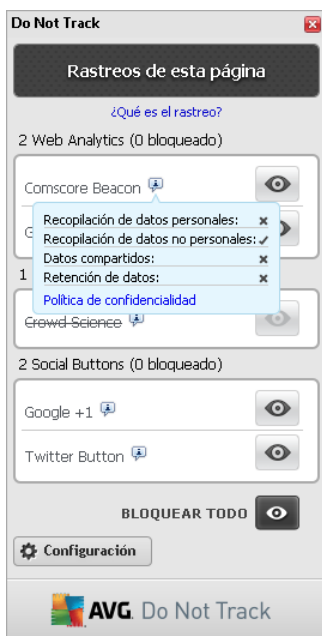 Do Not Track
Rastreos de esta página
¿Qué es el rastreo?
2 Web Analytics (0 bloqueado)
Comscore Beacon
G
Recopilación de datos personales:
Recopilación de datos no personales:
Datos compartidos:
Retención de datos:
Política de confidencialidad
1
Crowd Science
2 Social Buttons (0 bloqueado)
Google +1
Twitter Button
BLOQUEAR TODO
Configuración
AVG. Do Not Track